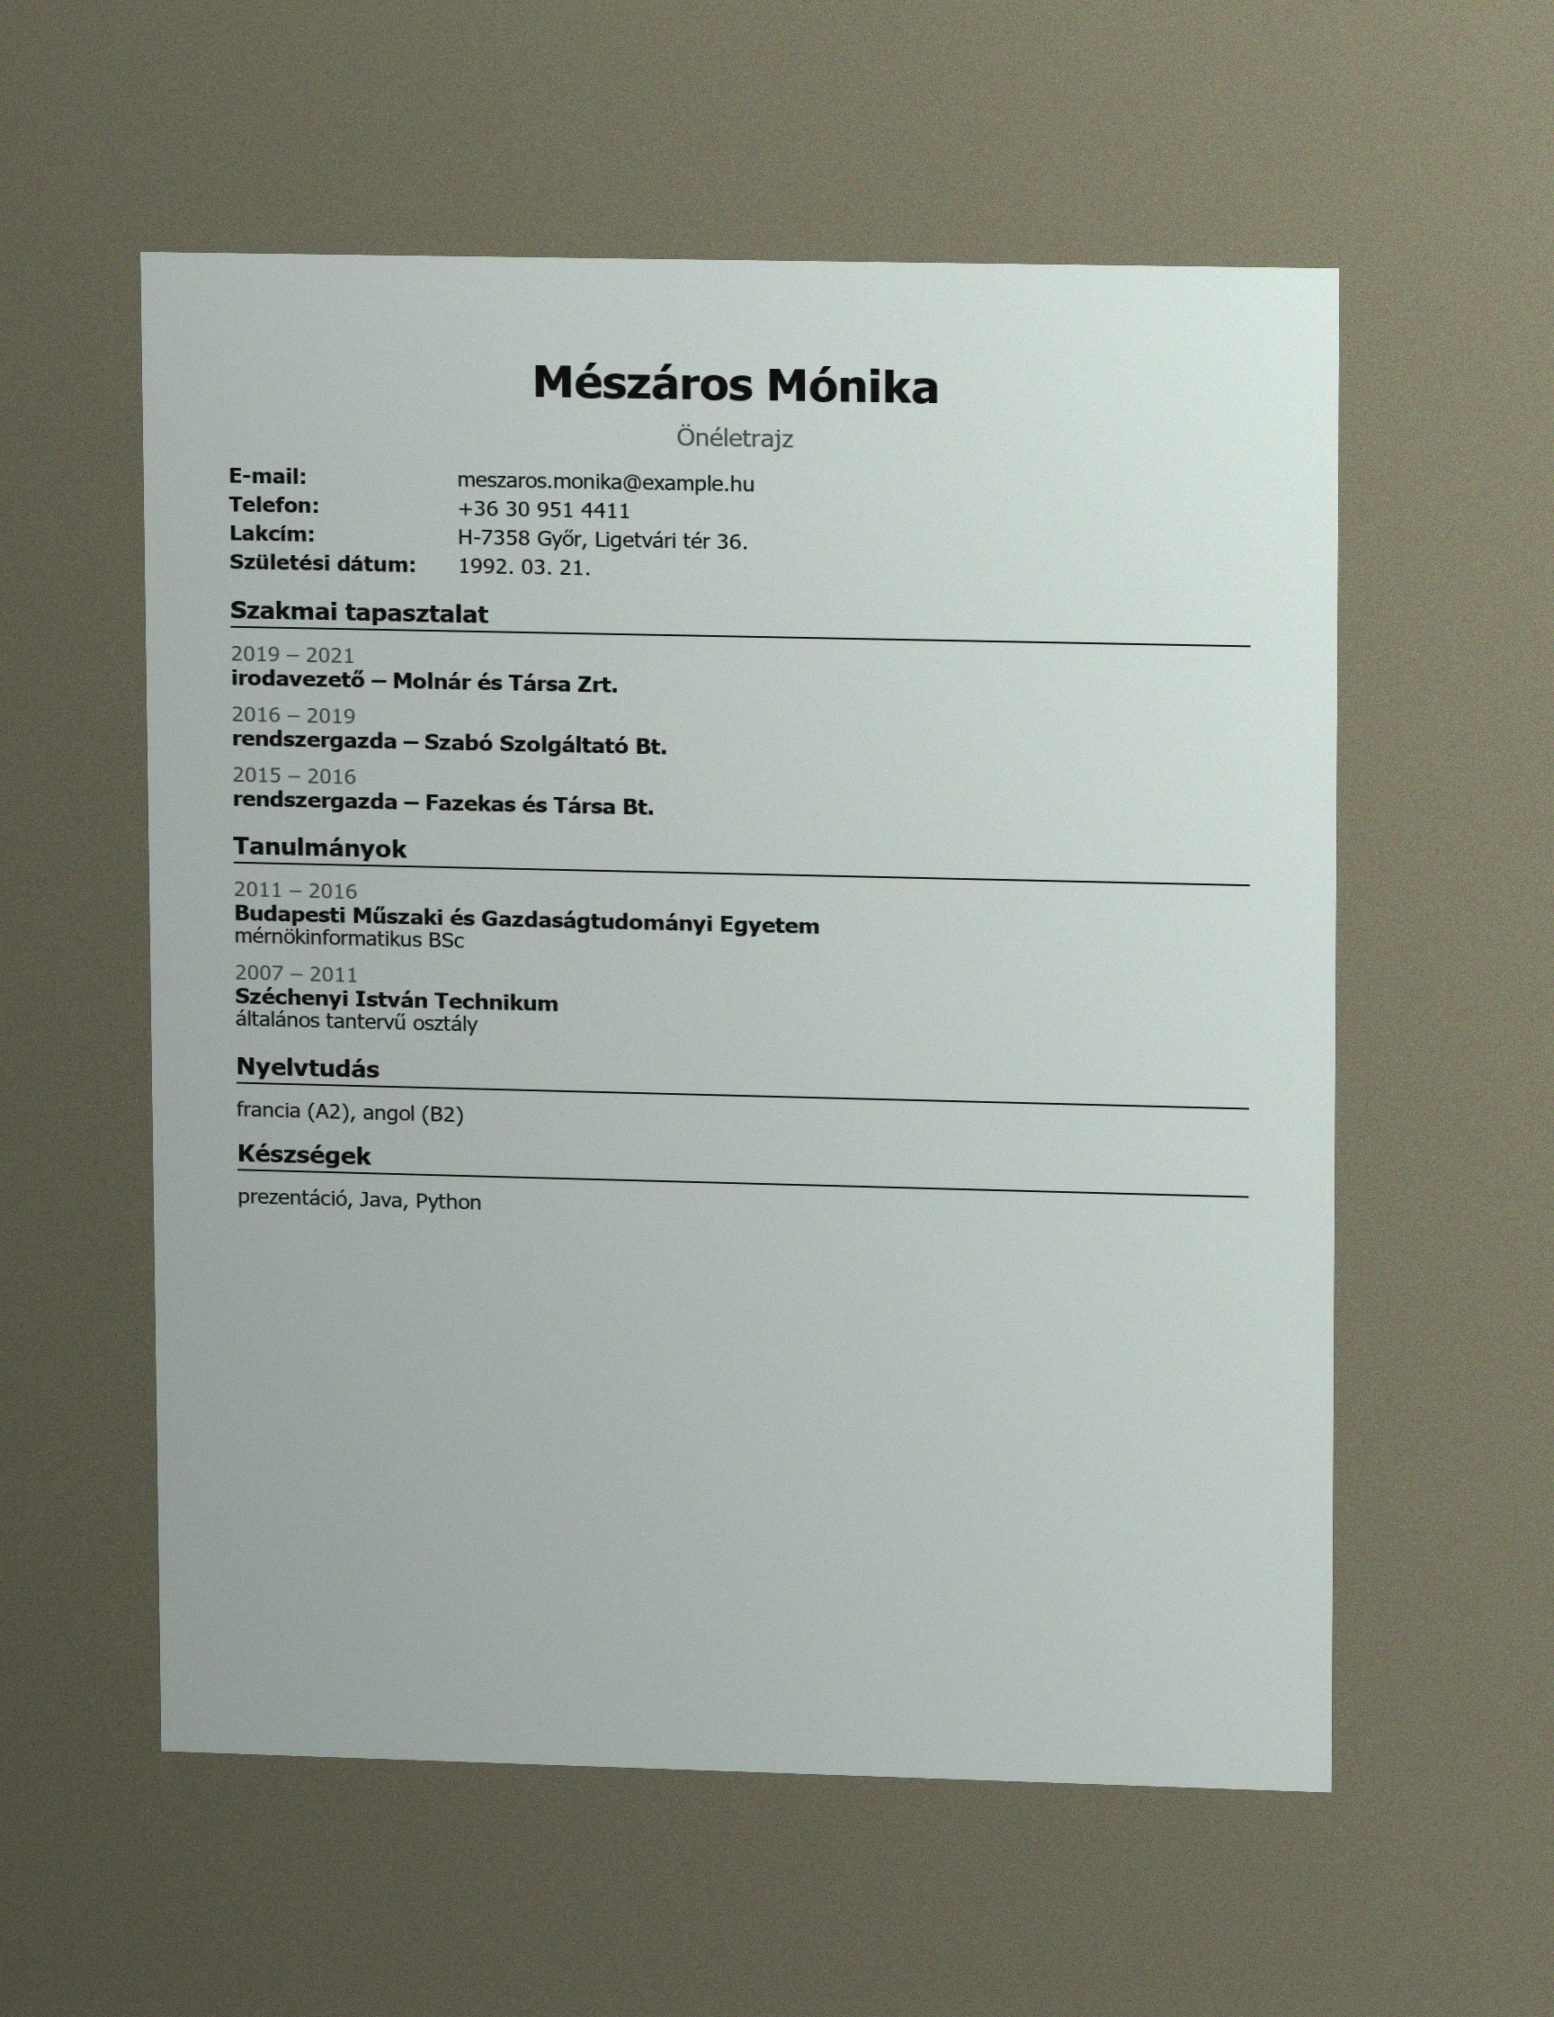 Mészáros Mónika
Önéletrajz
E-mail: meszaros.monika@example.hu
Telefon: +36 30 951 4411
Lakcím: H-7358 Győr, Ligetvári tér 36.
Születési dátum: 1992. 03. 21.
Szakmai tapasztalat
2019 – 2021
irodavezető – Molnár és Társa Zrt.
2016 – 2019
rendszergazda – Szabó Szolgáltató Bt.
2015 – 2016
rendszergazda – Fazekas és Társa Bt.
Tanulmányok
2011 – 2016
Budapesti Műszaki és Gazdaságtudományi Egyetem
mérnökinformatikus BSc
2007 – 2011
Széchenyi István Technikum
általános tantervű osztály
Nyelvtudás
francia (A2), angol (B2)
Készségek
prezentáció, Java, Python